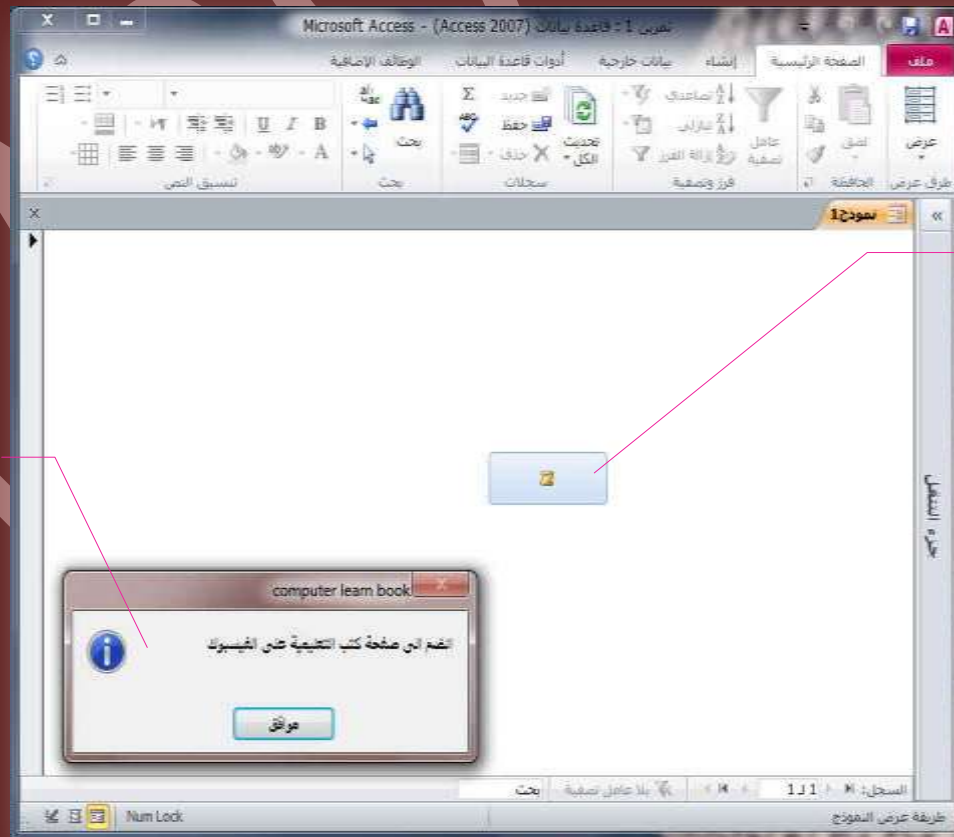 تمرين 1 : قاعدة بيانات (Access 2007) - Microsoft Access
ملف الصفحة الرئيسية إنشاء بيانات خارجية أدوات قاعدة البيانات الوظائف الإضافية
عرض
طرق عرض
لصق
الحافظة
عامل تصفية
تصاعدي
تنازلي
إزالة الفرز
فرز وتصفية
تحديث الكل
جديد
حفظ
حذف
سجلات
بحث
بحث
B I U
A
تنسيق النص
نموذج1
جزء التنقل
computer learn book
انضم الى صفحة كتب التعليمية على الفيسبوك
موافق
السجل: 1 لـ 1 بلا عامل تصفية بحث
طريقة عرض النموذج
Num Lock